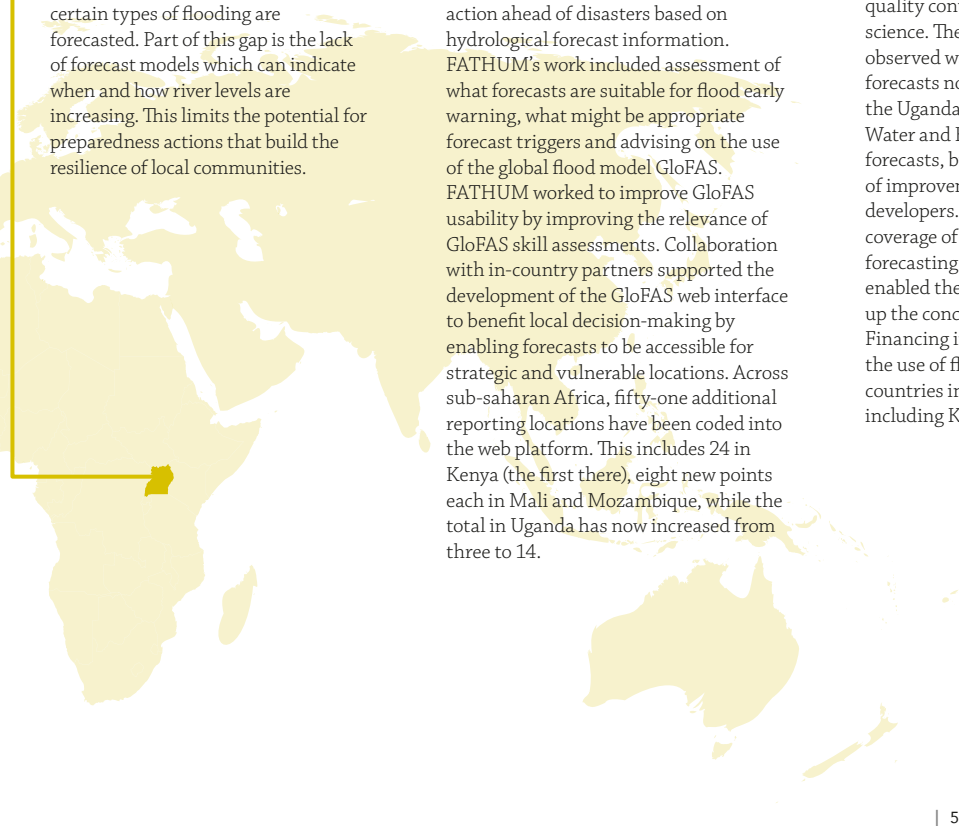 certain types of flooding are
forecasted. Part of this gap is the lack
of forecast models which can indicate
when and how river levels are
increasing. This limits the potential for
preparedness actions that build the
resilience of local communities.
action ahead of disasters based on
hydrological forecast information.
FATHUM’s work included assessment of
what forecasts are suitable for flood early
warning, what might be appropriate
forecast triggers and advising on the use
of the global flood model GloFAS.
FATHUM worked to improve GloFAS
usability by improving the relevance of
GloFAS skill assessments. Collaboration
with in-country partners supported the
development of the GloFAS web interface
to benefit local decision-making by
enabling forecasts to be accessible for
strategic and vulnerable locations. Across
sub-saharan Africa, fifty-one additional
reporting locations have been coded into
the web platform. This includes 24 in
Kenya (the first there), eight new points
each in Mali and Mozambique, while the
total in Uganda has now increased from
three to 14.
quality con
science. The
observed w
forecasts no
the Uganda
Water and
forecasts, b
of improve
developers.
coverage of
forecasting
enabled the
up the conc
Financing i
the use of fl
countries in
including K
| 5